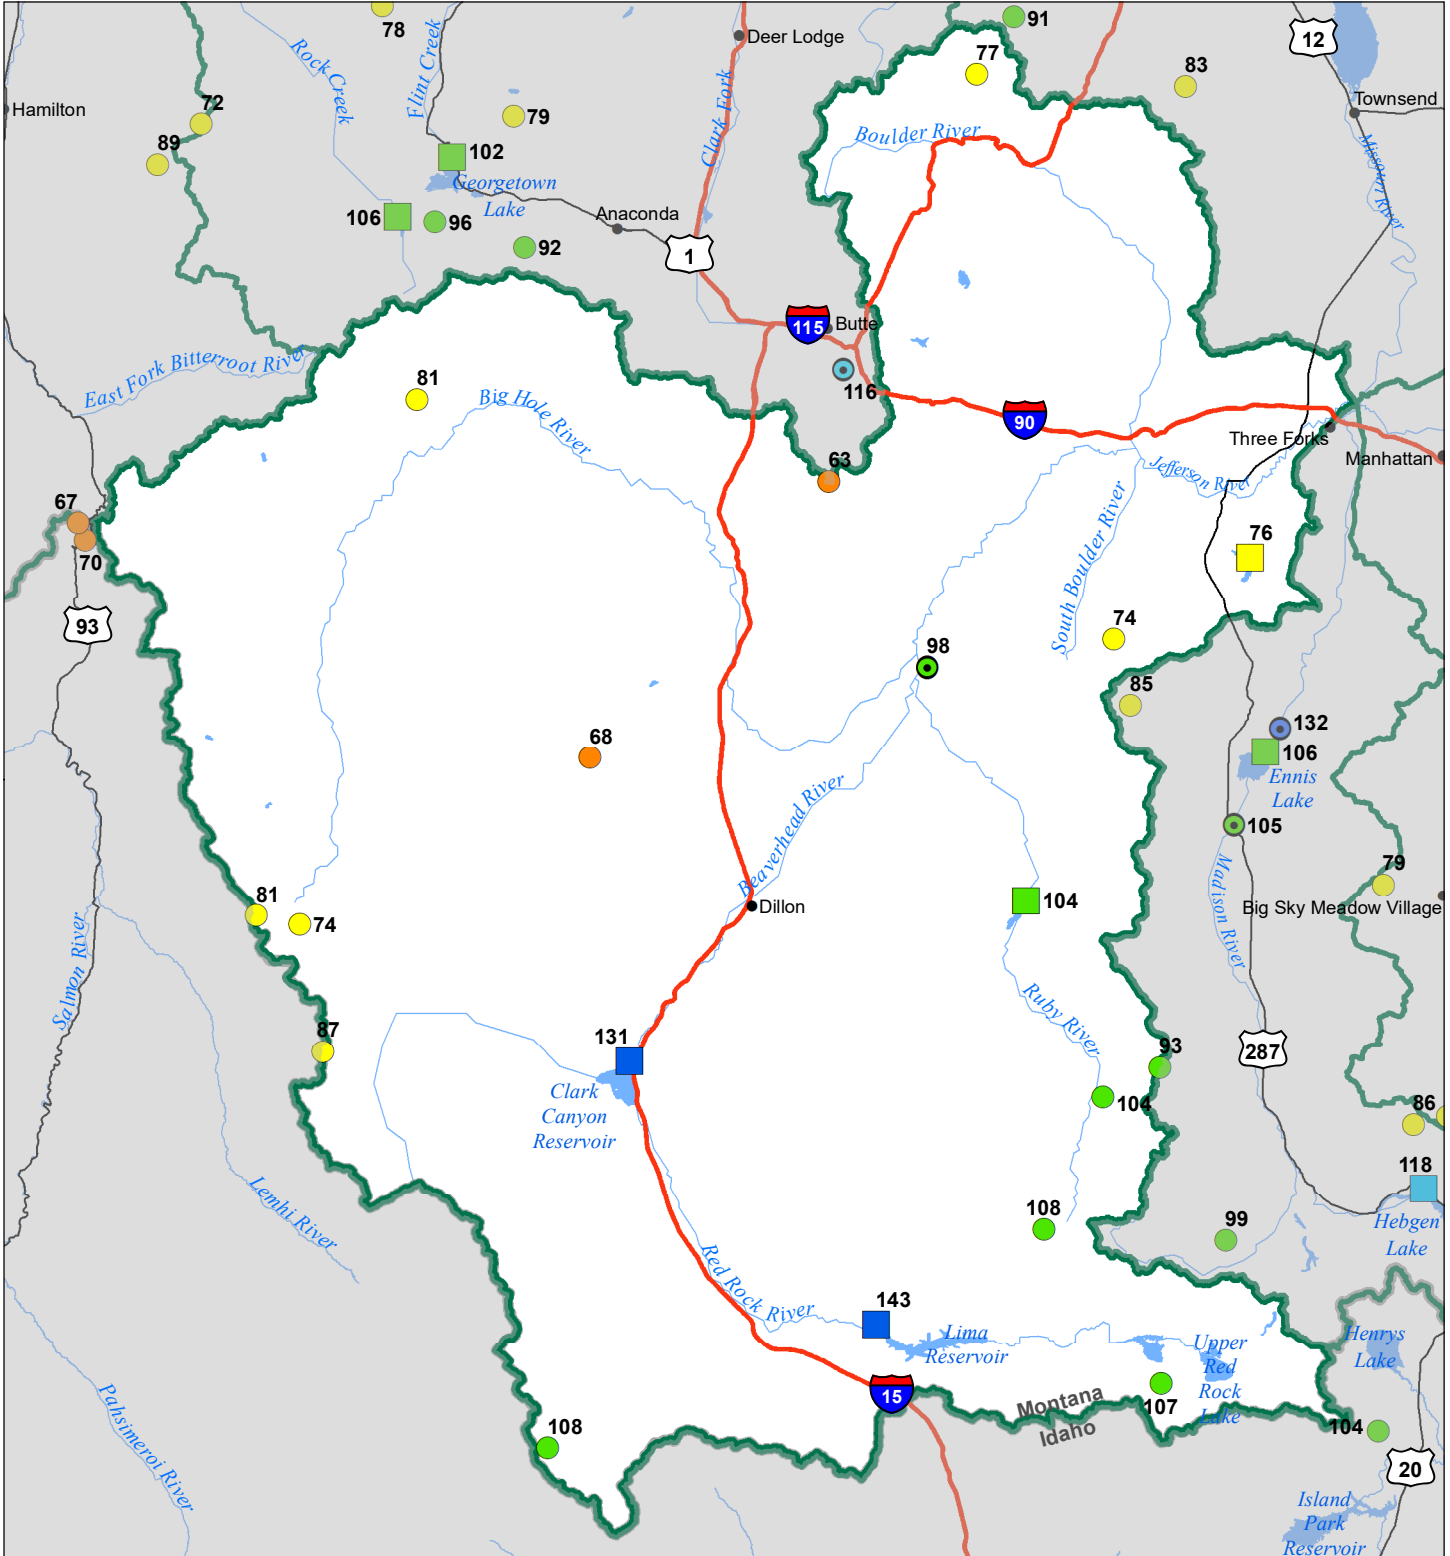 91
12
78
Deer Lodge
77
83
Rock Creek
Flint Creek
Clark Fork
Townsend
Hamilton
72
79
Boulder River
89
102
Missouri River
Georgetown
Lake
106
96
Anaconda
92
1
115
Butte
East Fork Bitterroot River
81
116
Big Hole River
90
Three Forks
Manhattan
63
Jefferson River
67
70
South Boulder River
76
93
74
98
85
132
68
106
Ennis
Lake
Beaverhead River
105
Madison River
79
81
74
Dillon
104
Big Sky Meadow Village
Salmon River
Ruby River
87
131
93
287
Clark
Canyon
Reservoir
104
86
118
Lemhi River
108
99
Hebgen
Lake
Red Rock River
143
Lima
Reservoir
Upper
Red
Rock
Lake
Henrys
Lake
15
Montana
Idaho
107
Pahsimeroi River
108
104
20
Island
Park
Reservoir